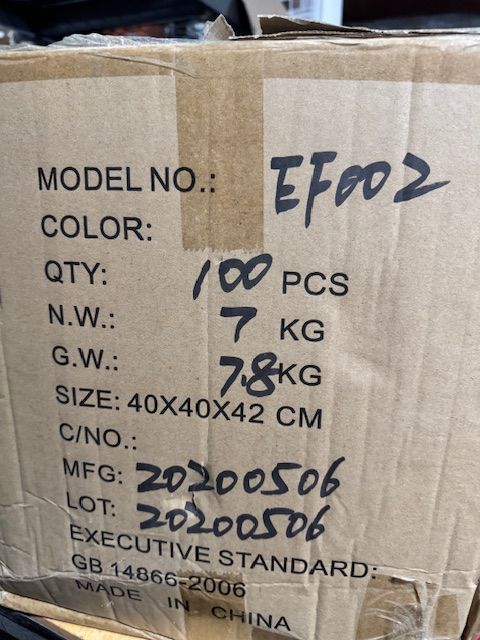 MODEL NO.: EF002
COLOR:
QTY: 100 PCS
N.W.: 7 KG
G.W.: 7.8 KG
SIZE: 40X40X42 CM
C/NO.:
MFG: 20200506
LOT: 20200506
EXECUTIVE STANDARD:
GB 14866-2006
MADE IN CHINA